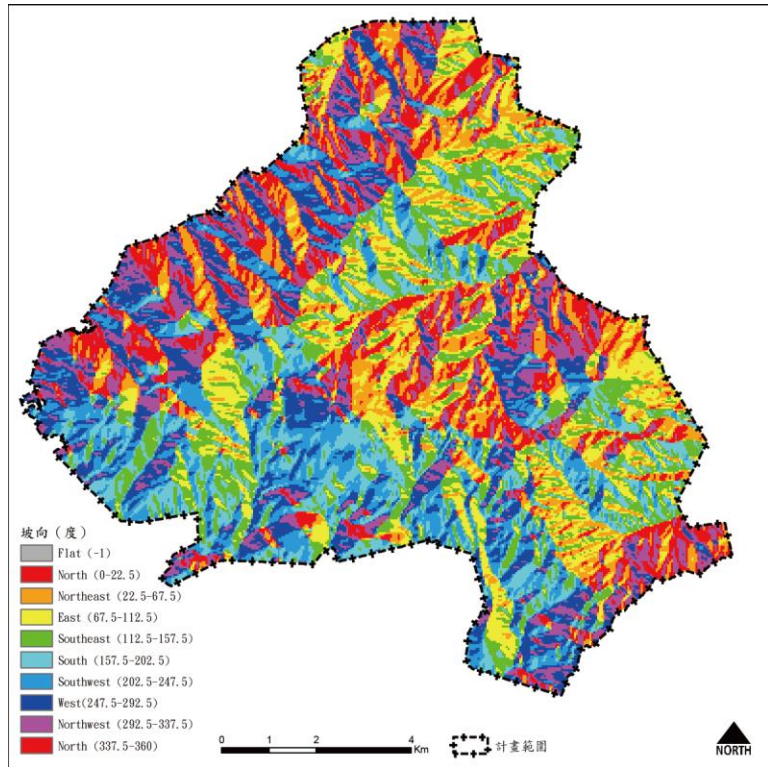 坡向（度）
Flat (-1)
North (0-22.5)
Northeast (22.5-67.5)
East (67.5-112.5)
Southeast (112.5-157.5)
South (157.5-202.5)
Southwest (202.5-247.5)
West(247.5-292.5)
Northwest (292.5-337.5)
North (337.5-360)
0 1 2 4
Km
計畫範圍
NORTH